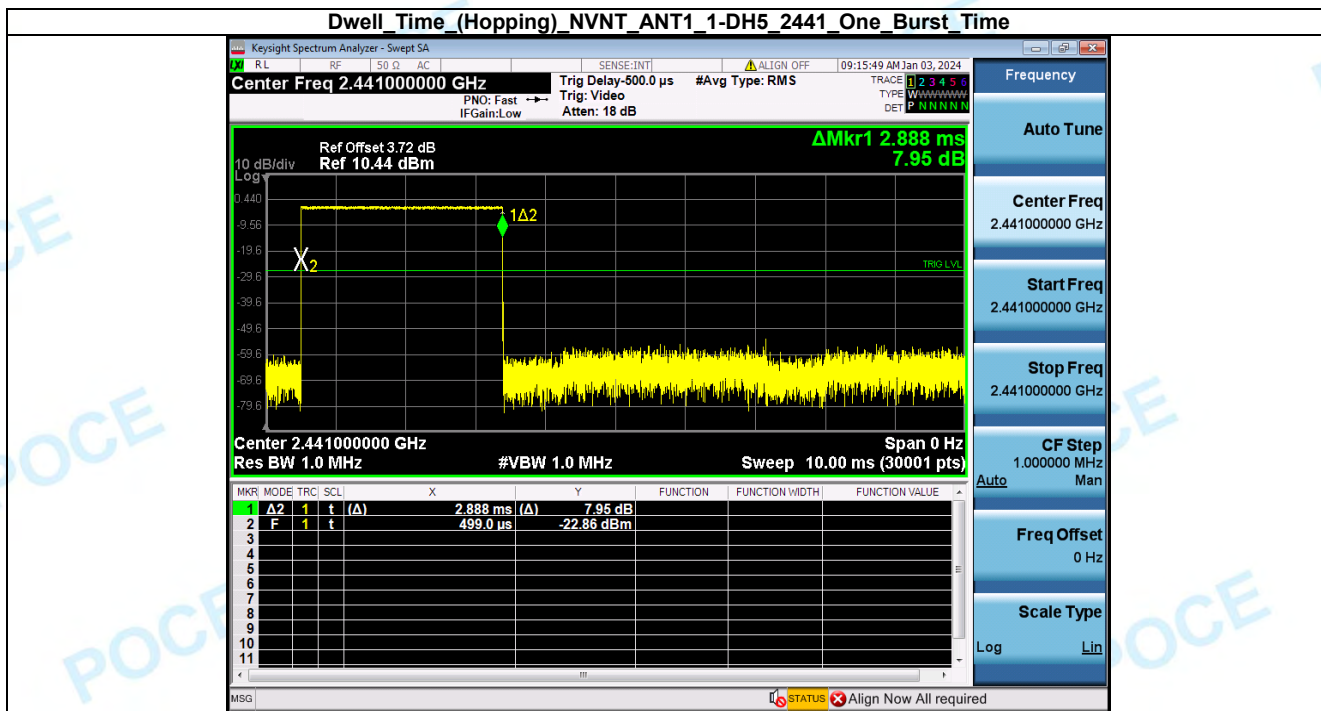 Dwell_Time_(Hopping)_NVNT_ANT1_1-DH5_2441_One_Burst_Time
Keysight Spectrum Analyzer - Swept SA
LXI RL RF 50 Ω AC SENSE:INT ALIGN OFF 09:15:49 AM Jan 03, 2024
Center Freq 2.441000000 GHz
PNO: Fast
IFGain:Low
Trig Delay-500.0 µs
Trig: Video
Atten: 18 dB
#Avg Type: RMS
TRACE 1 2 3 4 5 6
TYPE WWWWWW
DET P N N N N N
ΔMkr1 2.888 ms
7.95 dB
Ref Offset 3.72 dB
10 dB/div Ref 10.44 dBm
Log
0.440
-9.56
-19.6
-29.6
-39.6
-49.6
-59.6
-69.6
-79.6
1Δ2
X2
TRIG LVL
Center 2.441000000 GHz Span 0 Hz
Res BW 1.0 MHz #VBW 1.0 MHz Sweep 10.00 ms (30001 pts)
MKR MODE TRC SCL X Y FUNCTION FUNCTION WIDTH FUNCTION VALUE
1 Δ2 1 t (Δ) 2.888 ms (Δ) 7.95 dB
2 F 1 t 499.0 µs -22.86 dBm
3
4
5
6
7
8
9
10
11
MSG STATUS Align Now All required
Frequency
Auto Tune
Center Freq
2.441000000 GHz
Start Freq
2.441000000 GHz
Stop Freq
2.441000000 GHz
CF Step
1.000000 MHz
Auto Man
Freq Offset
0 Hz
Scale Type
Log Lin
CE
POCE
POCE
CE
POCE